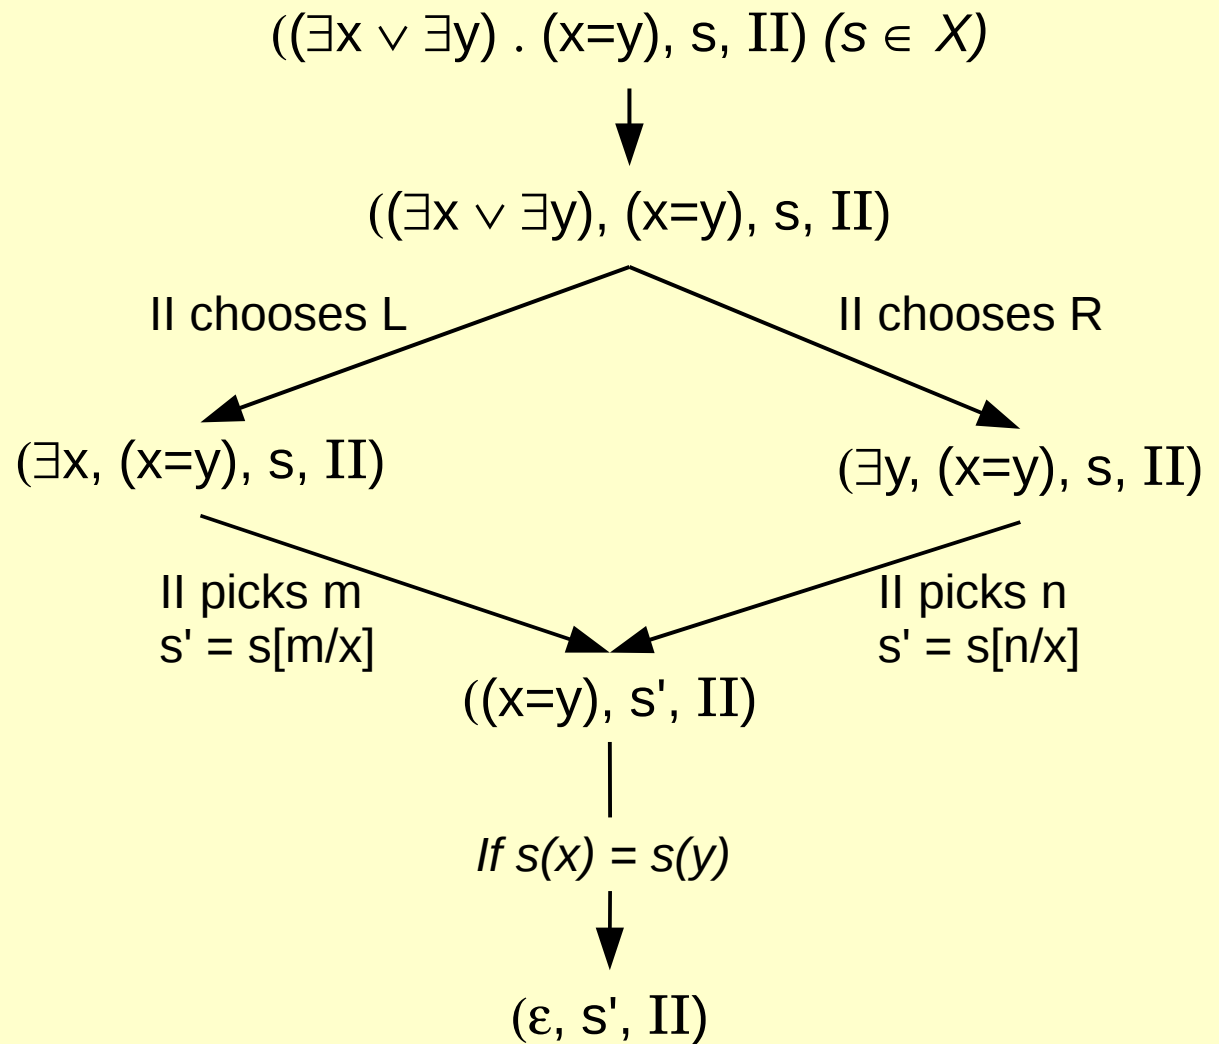 ((∃x ∨ ∃y) . (x=y), s, II) (s ∈ X)
((∃x ∨ ∃y), (x=y), s, II)
II chooses L
II chooses R
(∃x, (x=y), s, II)
(∃y, (x=y), s, II)
II picks m
s' = s[m/x]
II picks n
s' = s[n/x]
((x=y), s', II)
If s(x) = s(y)
(ε, s', II)